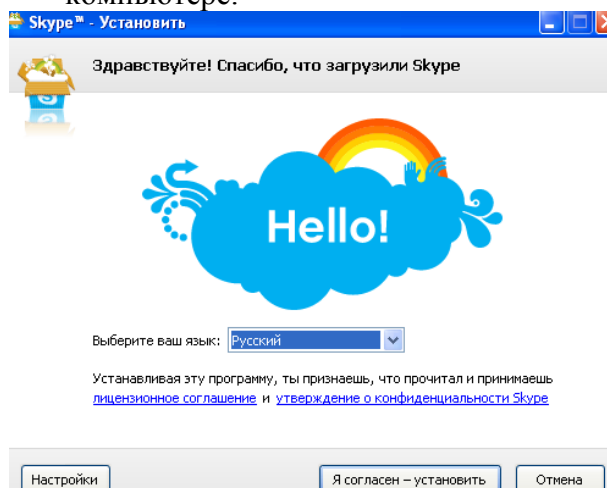 компьютере.
Skype™ - Установить
Здравствуйте! Спасибо, что загрузили Skype
Hello!
Выберите ваш язык: Русский
Устанавливая эту программу, ты признаешь, что прочитал и принимаешь
лицензионное соглашение и утверждение о конфиденциальности Skype
Настройки Я согласен – установить Отмена